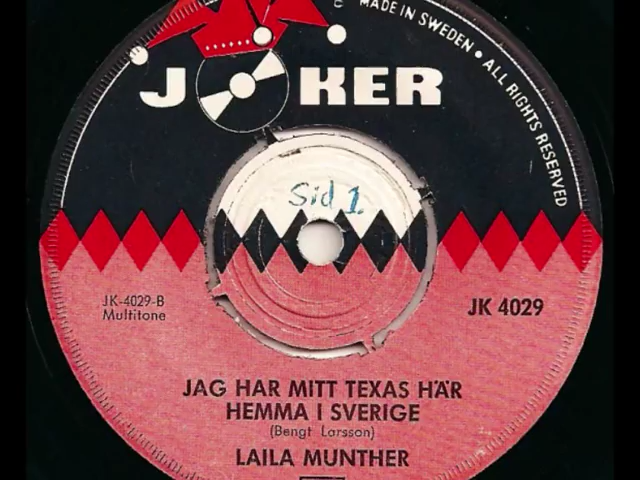 MADE IN SWEDEN • ALL RIGHTS RESERVED
JOKER
Sid 1.
JK-4029-B
Multitone
JK 4029
JAG HAR MITT TEXAS HÄR
HEMMA I SVERIGE
(Bengt Larsson)
LAILA MUNTHER